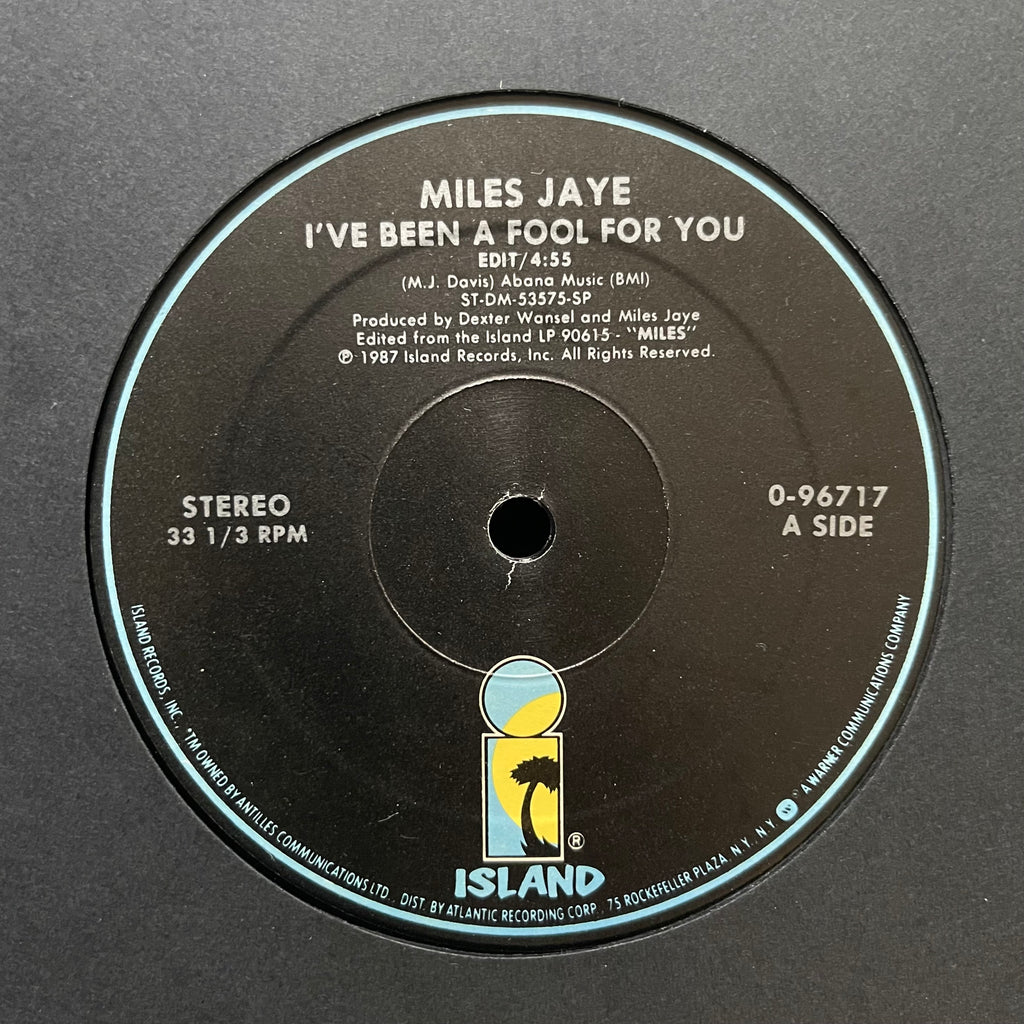 MILES JAYE
I'VE BEEN A FOOL FOR YOU
EDIT/4:55
(M.J. Davis) Abana Music (BMI)
ST-DM-53575-SP
Produced by Dexter Wansel and Miles Jaye
Edited from the Island LP 90615 - "MILES"
℗ 1987 Island Records, Inc. All Rights Reserved.
STEREO
33 1/3 RPM
0-96717
A SIDE
®
ISLAND
ISLAND RECORDS, INC., *TM OWNED BY ANTILLES COMMUNICATIONS LTD., DIST. BY ATLANTIC RECORDING CORP., 75 ROCKEFELLER PLAZA, N.Y., N.Y. W ® A WARNER COMMUNICATIONS COMPANY